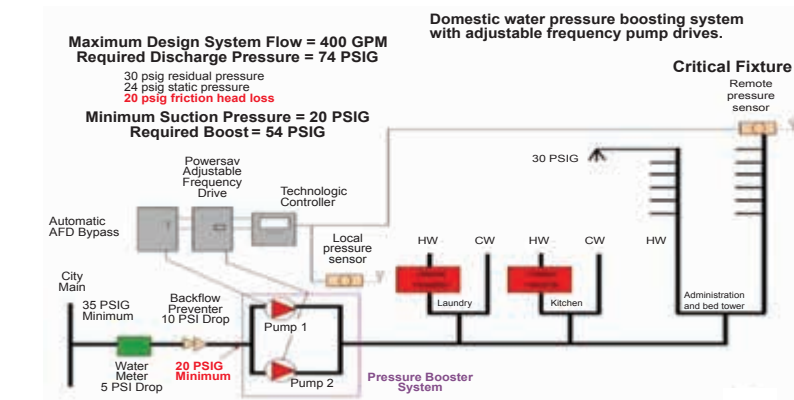 Domestic water pressure boosting system
with adjustable frequency pump drives.
Maximum Design System Flow = 400 GPM
Required Discharge Pressure = 74 PSIG
30 psig residual pressure
24 psig static pressure
20 psig friction head loss
Minimum Suction Pressure = 20 PSIG
Required Boost = 54 PSIG
Critical Fixture
Remote
pressure
sensor
30 PSIG
Powersav
Adjustable
Frequency
Drive
Technologic
Controller
Automatic
AFD Bypass
Local
pressure
sensor
HW
CW
HW
CW
HW
City
Main
35 PSIG
Minimum
Backflow
Preventer
10 PSI Drop
Laundry
Kitchen
Administration
and bed tower
Pump 1
Water
Meter
5 PSI Drop
20 PSIG
Minimum
Pump 2
Pressure Booster
System